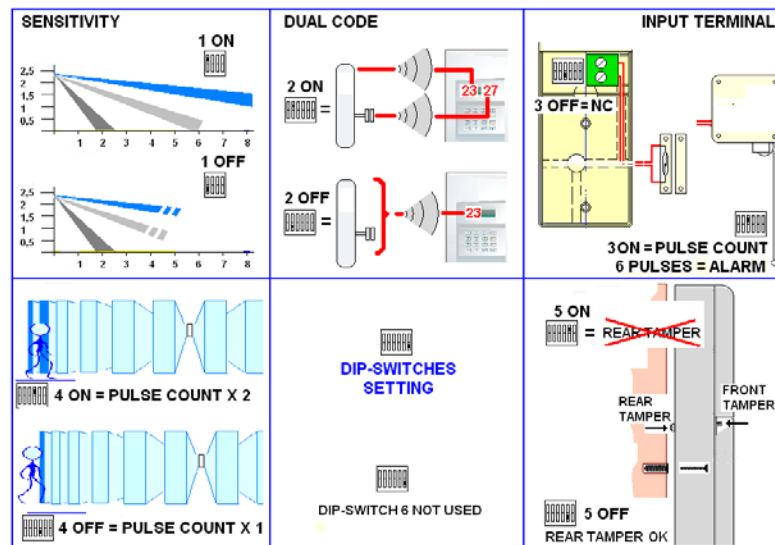 SENSITIVITY
1 ON
2,5
2
1,5
1
0,5
1 2 3 4 5 6 7 8
1 OFF
2,5
2
1,5
1
0,5
1 2 3 4 5 6 7 8
DUAL CODE
2 ON
=
23 27
2 OFF
=
23
INPUT TERMINAL
3 OFF = NC
3 ON = PULSE COUNT
6 PULSES = ALARM
4 ON = PULSE COUNT X 2
4 OFF = PULSE COUNT X 1
DIP-SWITCHES
SETTING
DIP-SWITCH 6 NOT USED
5 ON
= REAR TAMPER
REAR
TAMPER
FRONT
TAMPER
5 OFF
REAR TAMPER OK